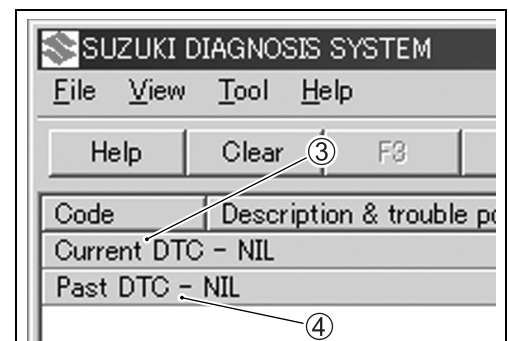 SUZUKI DIAGNOSIS SYSTEM
File View Tool Help
Help Clear ③ F3
Code Description & trouble
Current DTC - NIL
Past DTC - NIL
④